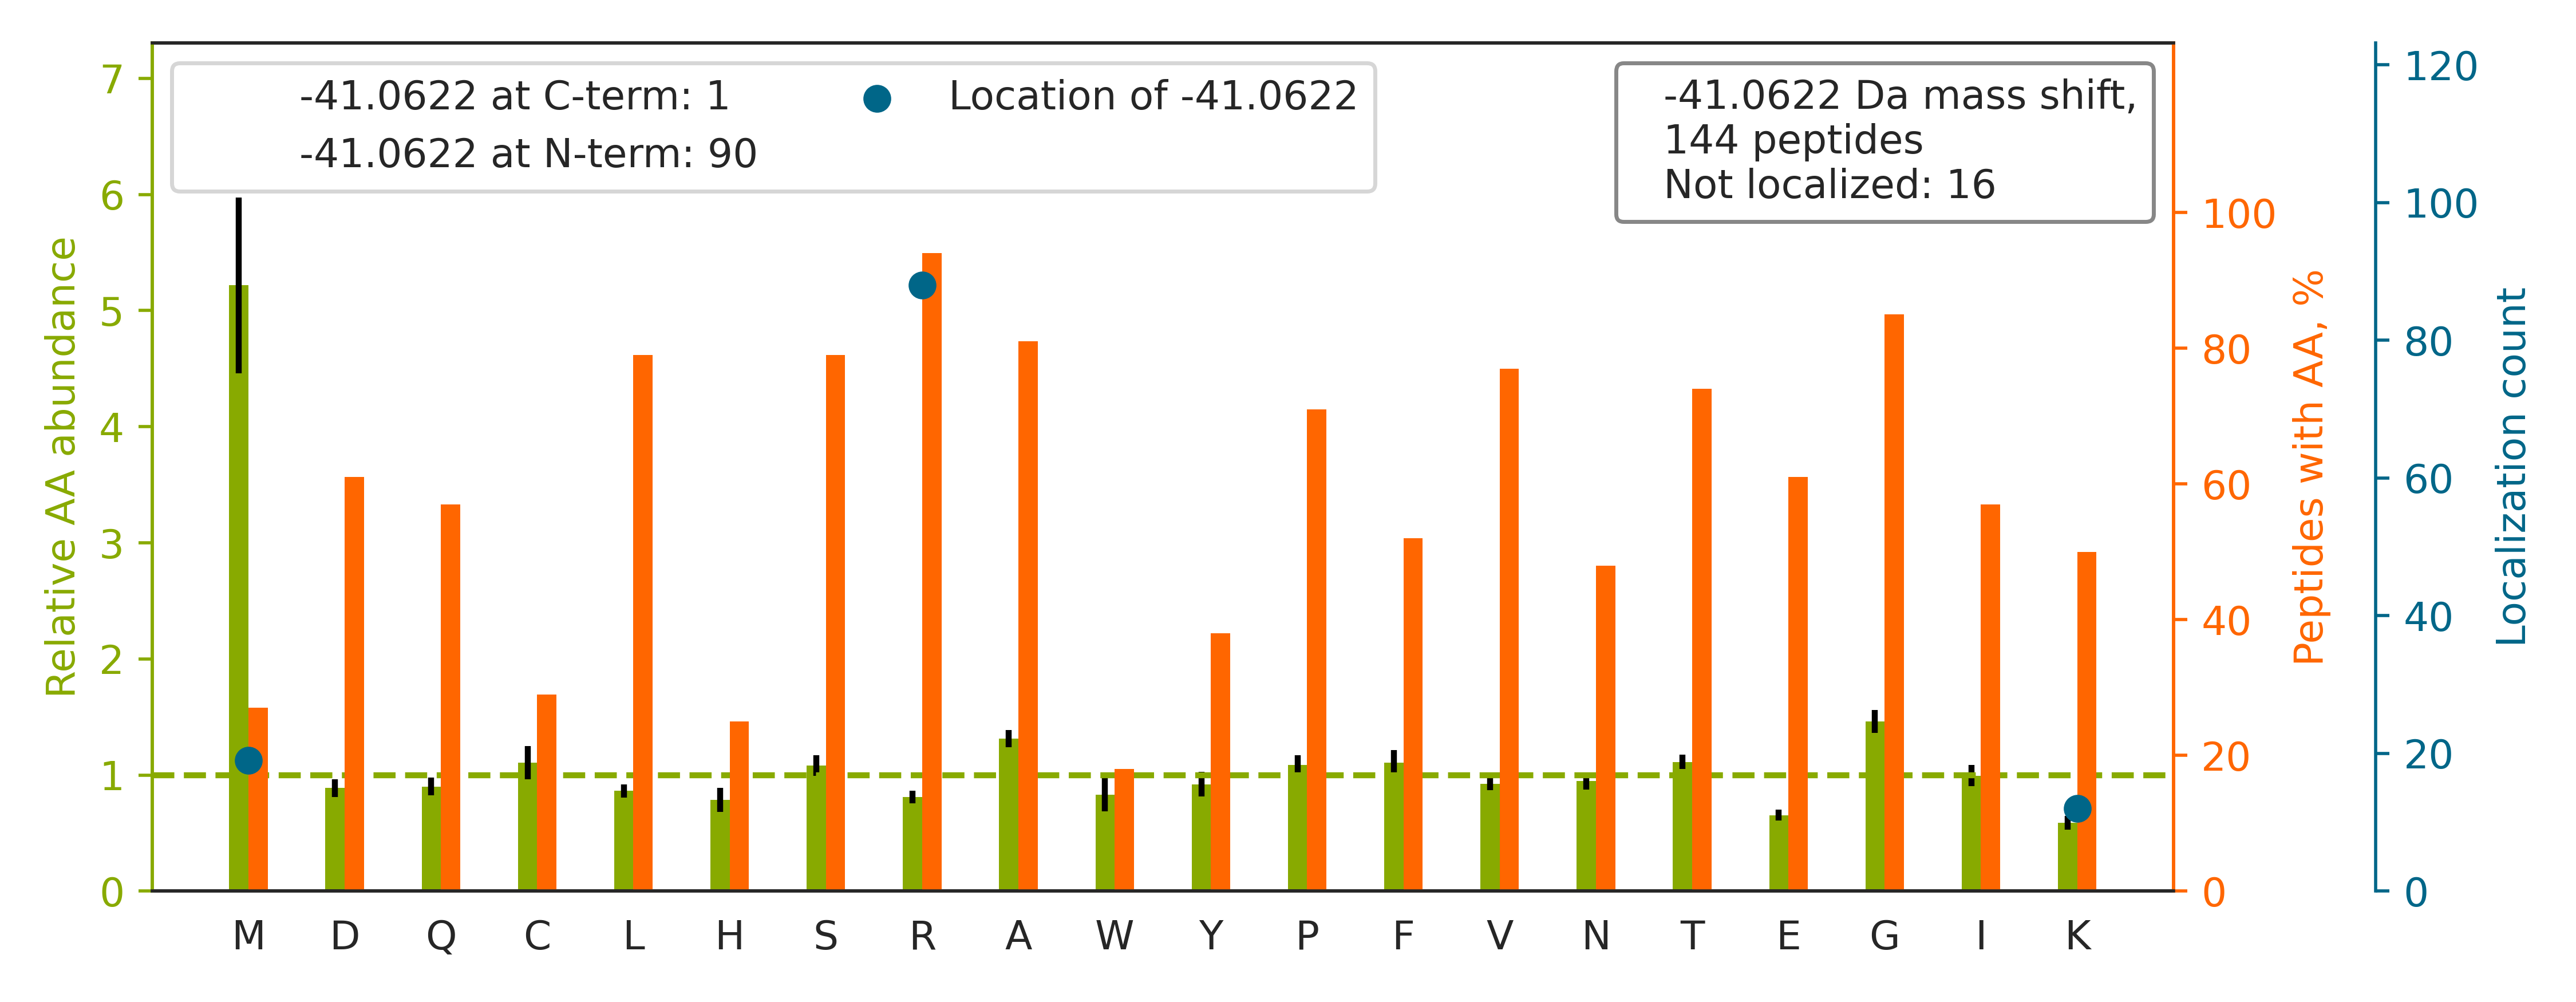 -41.0622 at C-term: 1
-41.0622 at N-term: 90
Location of -41.0622
-41.0622 Da mass shift,
144 peptides
Not localized: 16
Relative AA abundance
7
6
5
4
3
2
1
0
M D Q C L H S R A W Y P F V N T E G I K
100
80
60
40
20
0
Peptides with AA, %
120
100
80
60
40
20
0
Localization count